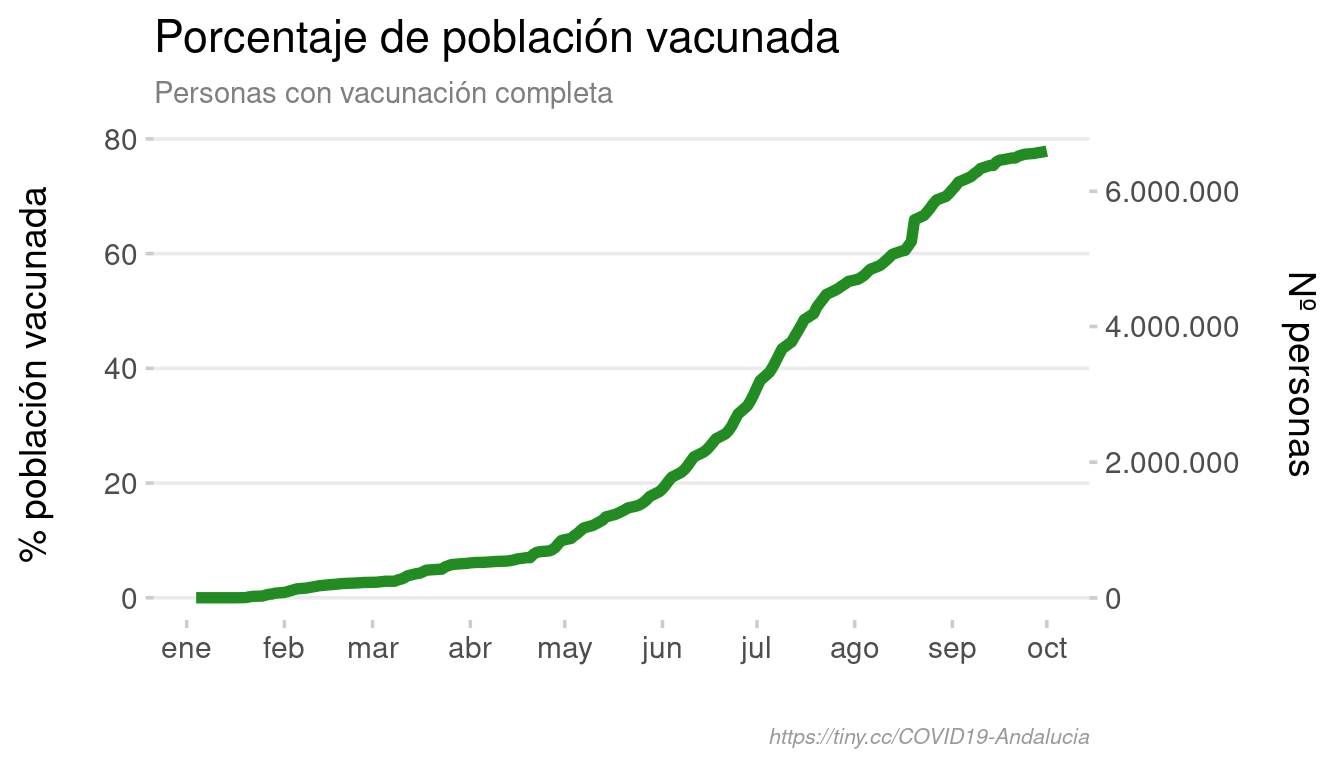 Porcentaje de población vacunada
Personas con vacunación completa
% población vacunada
80
60
40
20
0
6.000.000
4.000.000
2.000.000
0
Nº personas
ene feb mar abr may jun jul ago sep oct
https://tiny.cc/COVID19-Andalucia